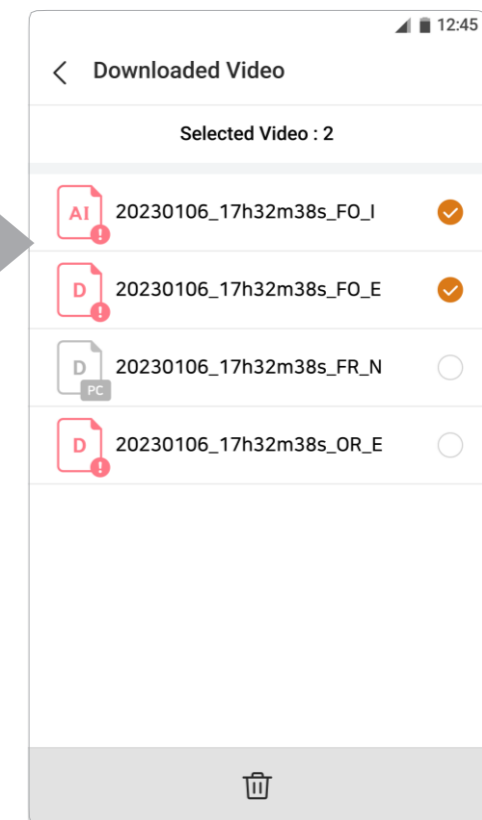 12:45
Downloaded Video
Selected Video : 2
AI 20230106_17h32m38s_FO_I
D 20230106_17h32m38s_FO_E
D PC 20230106_17h32m38s_FR_N
D 20230106_17h32m38s_OR_E